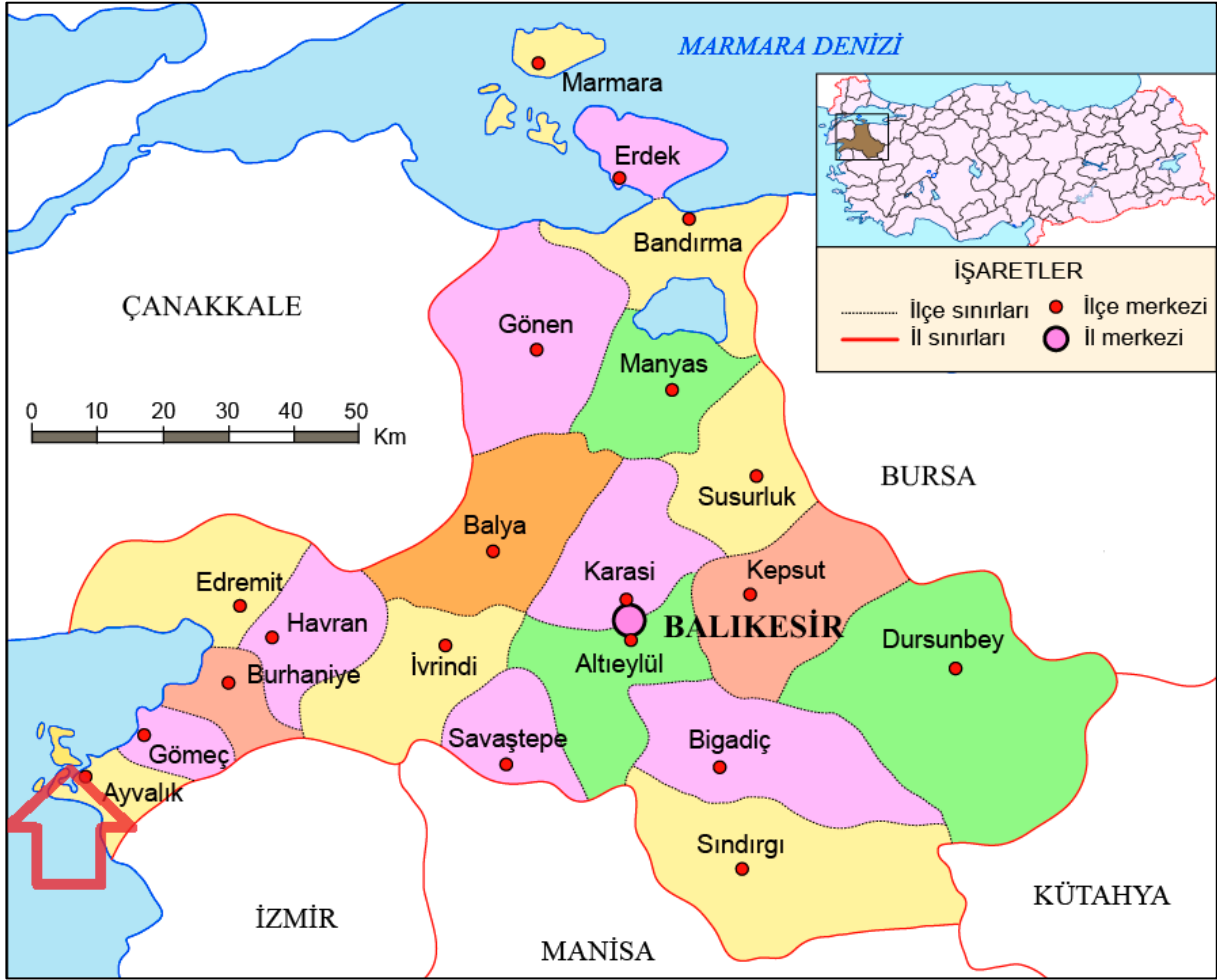 MARMARA DENİZİ
Marmara
Erdek
Bandırma
ÇANAKKALE
Gönen
Manyas
İŞARETLER
İlçe sınırları
İlçe merkezi
İl sınırları
İl merkezi
0 10 20 30 40 50
Km
BURSA
Susurluk
Balya
Karasi
Kepsut
Edremit
Havran
BALIKESİR
Dursunbey
İvrindi
Altıeylül
Burhaniye
Gömeç
Savaştepe
Bigadiç
Ayvalık
Sındırgı
KÜTAHYA
İZMİR
MANİSA